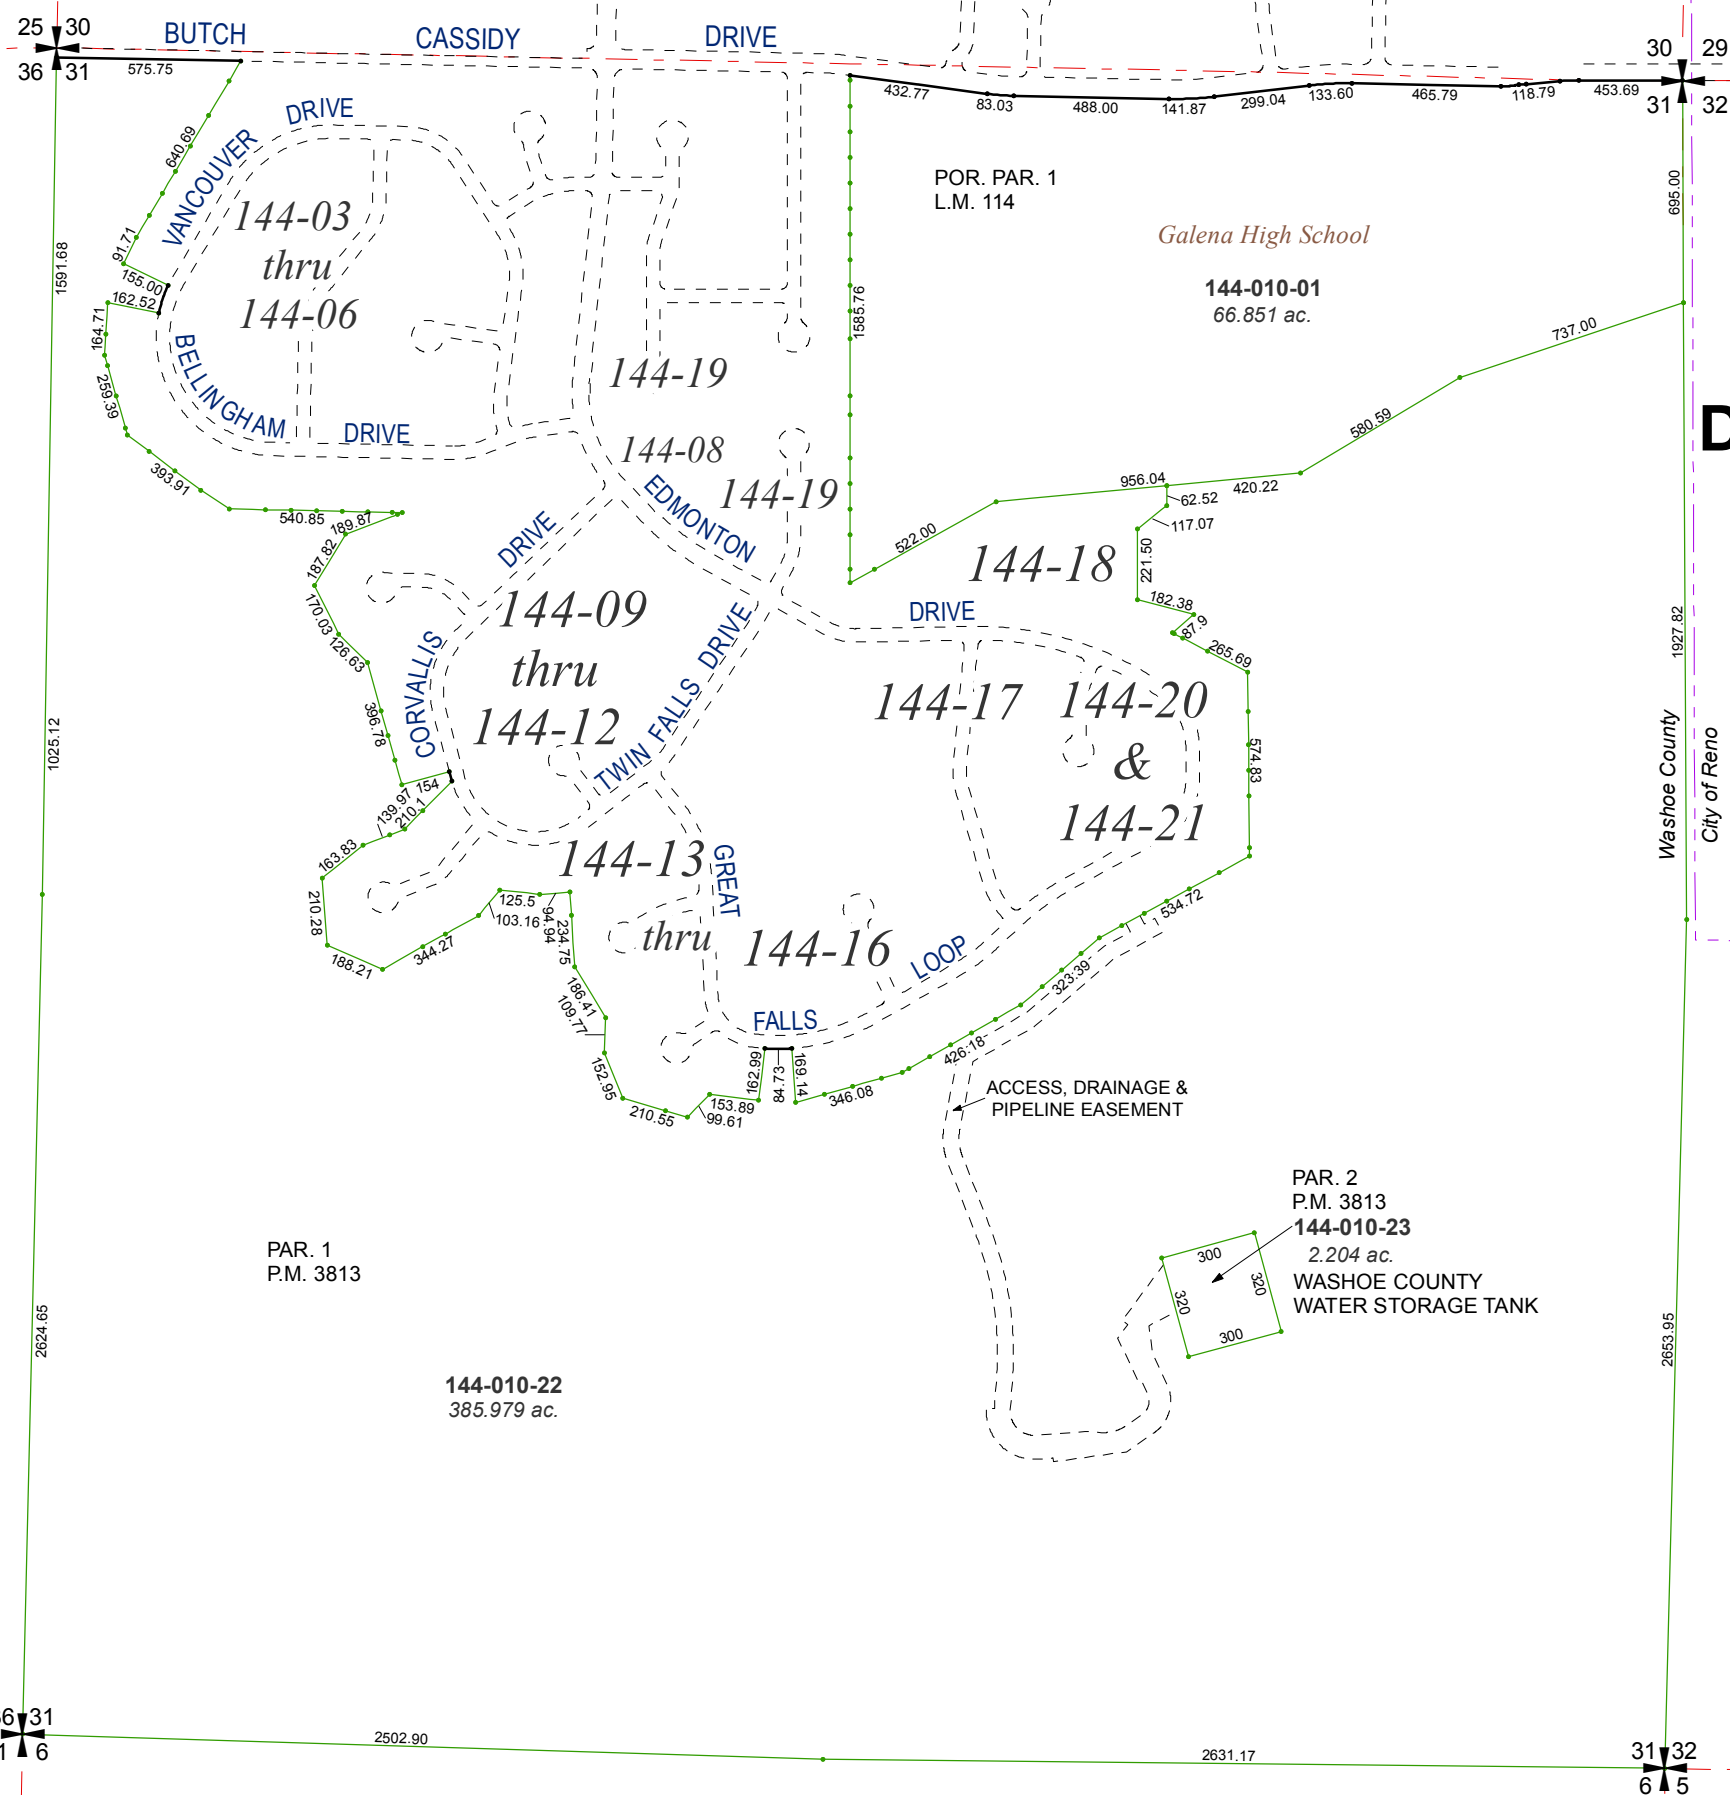 25 30
36 31
BUTCH CASSIDY DRIVE
30 29
31 32
575.75
432.77
83.03
488.00
141.87
299.04
133.60
465.79
118.79
453.69
DRIVE
VANCOUVER
640.69
91.71
155.00
162.52
164.71
259.39
393.91
540.85
189.87
187.82
170.03
126.63
396.78
154
139.97
210.1
163.83
210.28
188.21
344.27
103.16
125.5
94.94
234.75
186.41
109.77
152.95
210.55
99.61
153.89
162.99
84.73
169.14
346.08
426.18
323.39
534.72
574.83
265.69
87.9
182.38
221.50
117.07
62.52
956.04
420.22
522.00
580.59
737.00
695.00
1585.76
1591.68
1025.12
1927.82
144-03
thru
144-06
BELLINGHAM
DRIVE
144-19
144-08
144-19
EDMONTON
DRIVE
POR. PAR. 1
L.M. 114
Galena High School
144-010-01
66.851 ac.
D
144-18
DRIVE
CORVALLIS
144-09
thru
144-12
TWIN FALLS DRIVE
144-17
144-20
&
144-21
Washoe County
City of Reno
144-13
thru
144-16
GREAT
FALLS
LOOP
ACCESS, DRAINAGE &
PIPELINE EASEMENT
PAR. 2
P.M. 3813
144-010-23
2.204 ac.
WASHOE COUNTY
WATER STORAGE TANK
300
320
320
300
PAR. 1
P.M. 3813
144-010-22
385.979 ac.
2624.65
2653.95
2502.90
2631.17
6 31
1 6
31 32
6 5